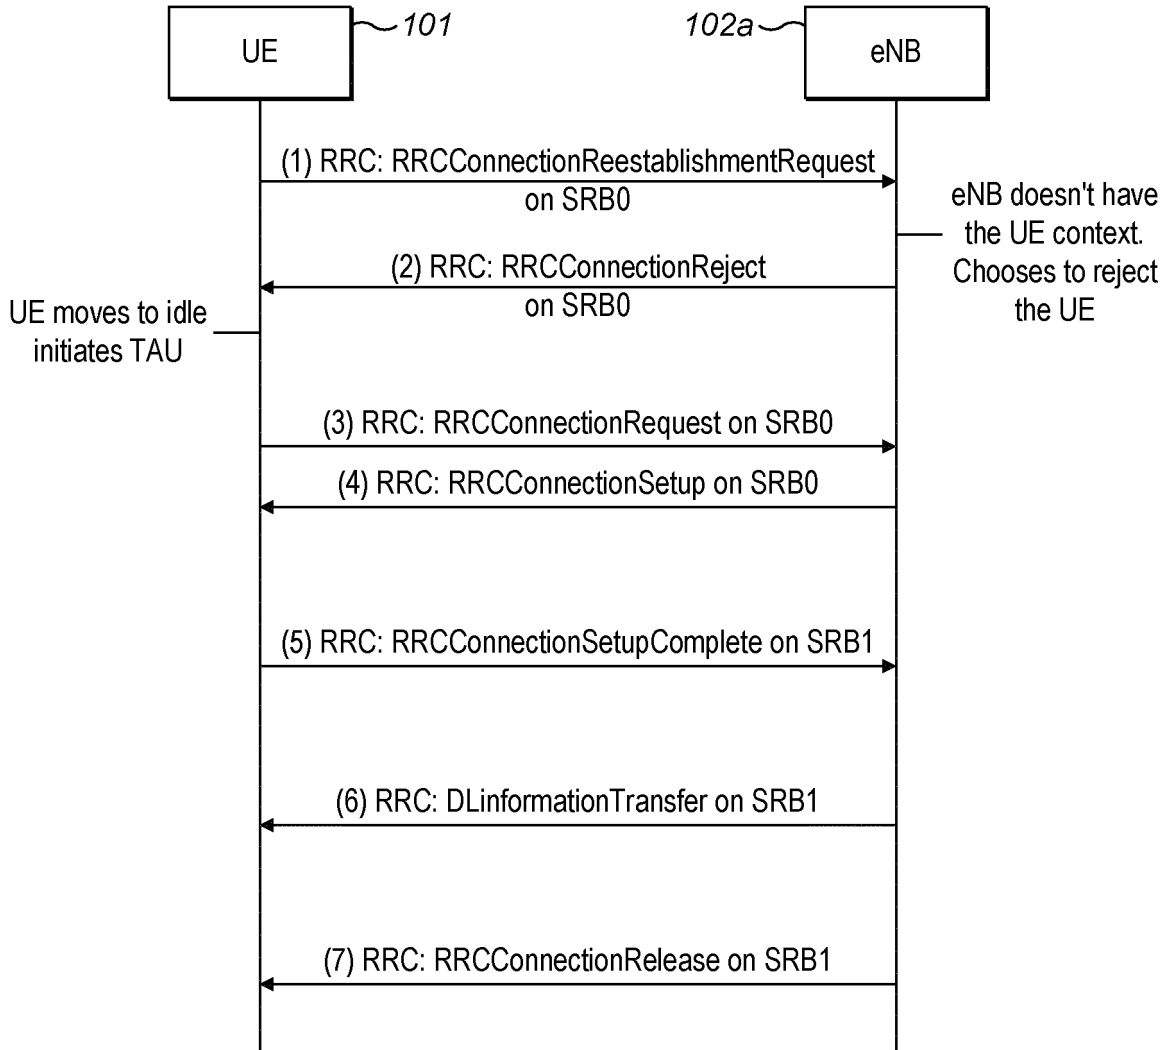 UE
101
102a
eNB
(1) RRC: RRCConnectionReestablishmentRequest
on SRB0
eNB doesn't have
the UE context.
Chooses to reject
the UE
(2) RRC: RRCConnectionReject
on SRB0
UE moves to idle
initiates TAU
(3) RRC: RRCConnectionRequest on SRB0
(4) RRC: RRCConnectionSetup on SRB0
(5) RRC: RRCConnectionSetupComplete on SRB1
(6) RRC: DLinformationTransfer on SRB1
(7) RRC: RRCConnectionRelease on SRB1